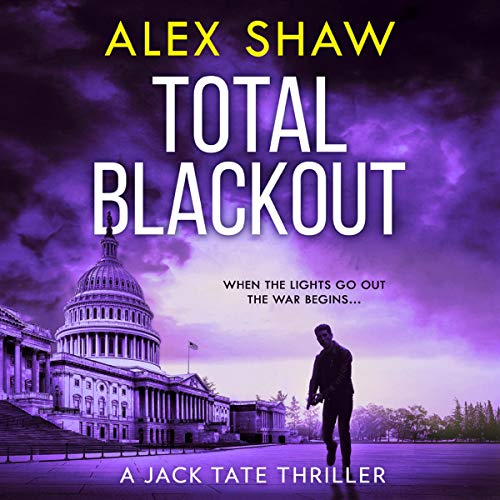 ALEX SHAW
TOTAL
BLACKOUT
WHEN THE LIGHTS GO OUT
THE WAR BEGINS...
A JACK TATE THRILLER